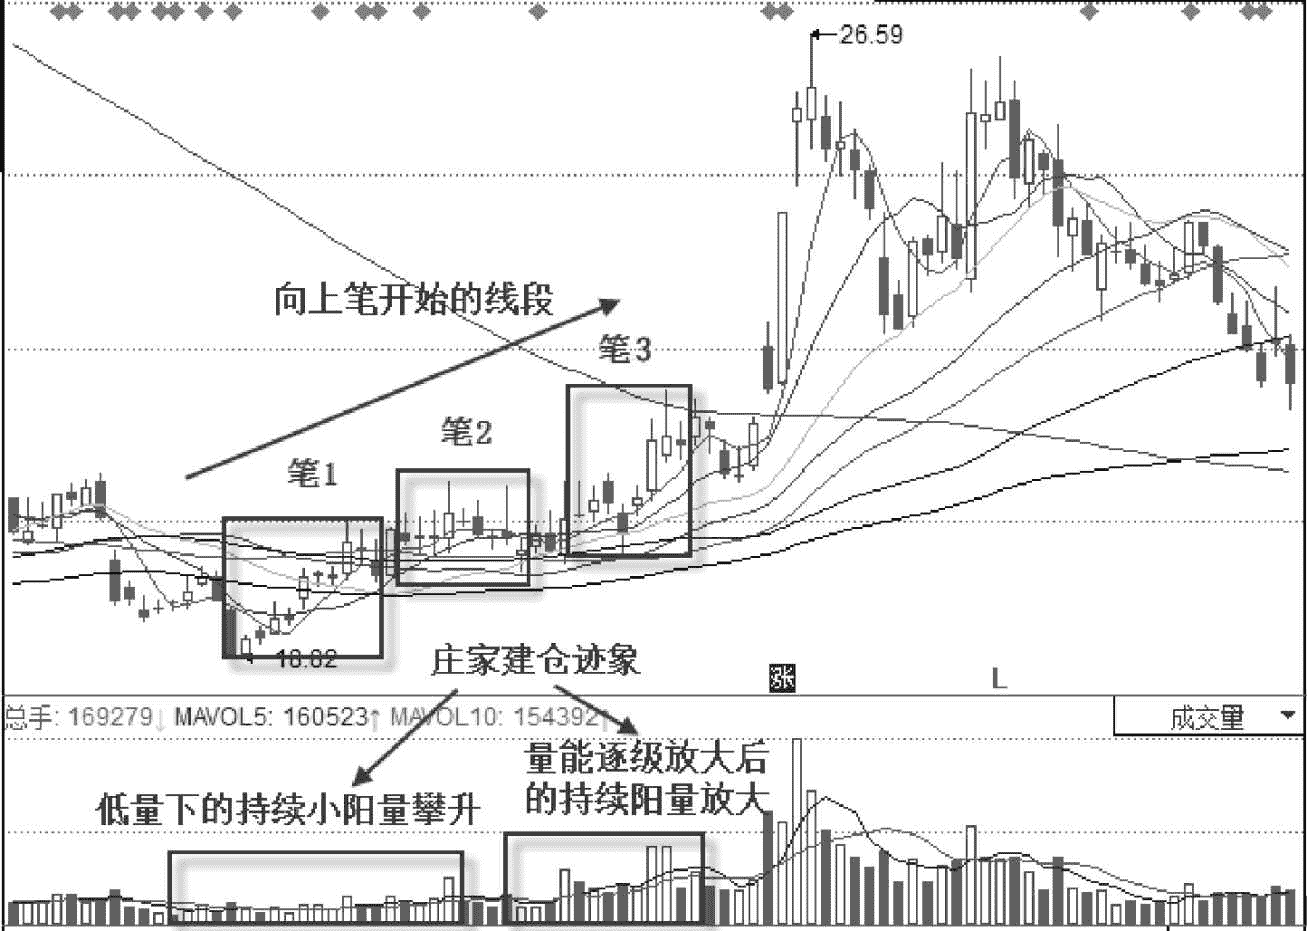 26.59
向上笔开始的线段
笔3
笔2
笔1
18.82
庄家建仓迹象
涨
L
总手: 169279↓ MAVOL5: 160523↑ MAVOL10: 154392↑
成交量
量能逐级放大后
的持续阳量放大
低量下的持续小阳量攀升